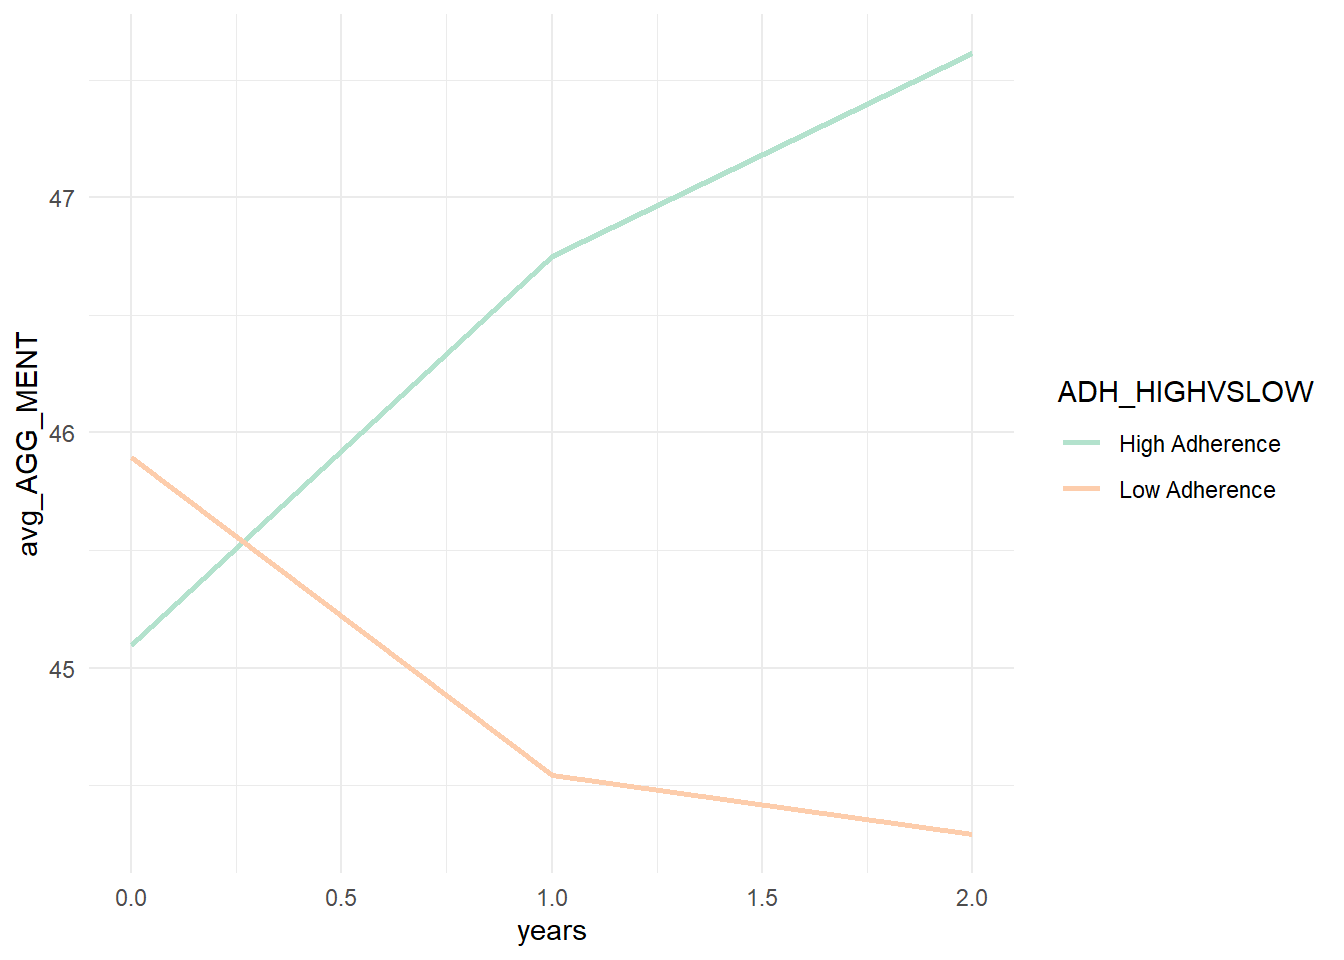 47
46
45
avg_AGG_MENT
0.0 0.5 1.0 1.5 2.0
years
ADH_HIGHVSLOW
High Adherence
Low Adherence